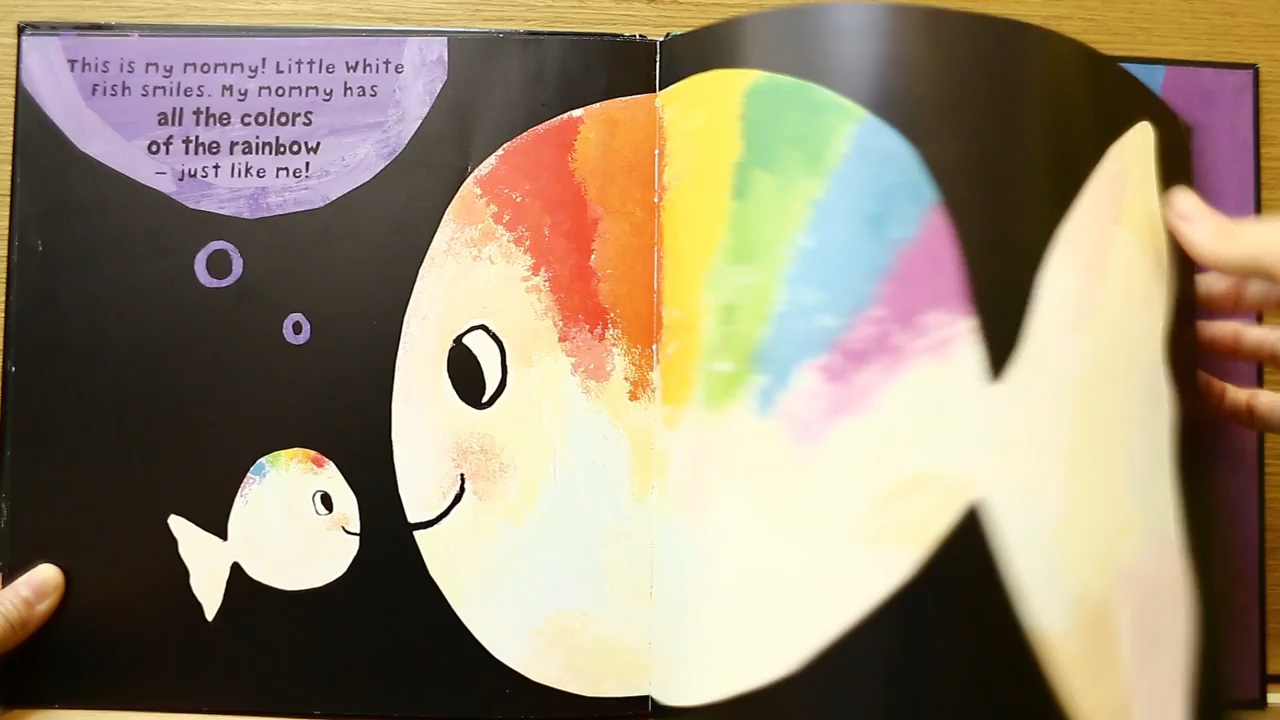 This is my mommy! Little White
Fish smiles. My mommy has
all the colors
of the rainbow
– just like me!